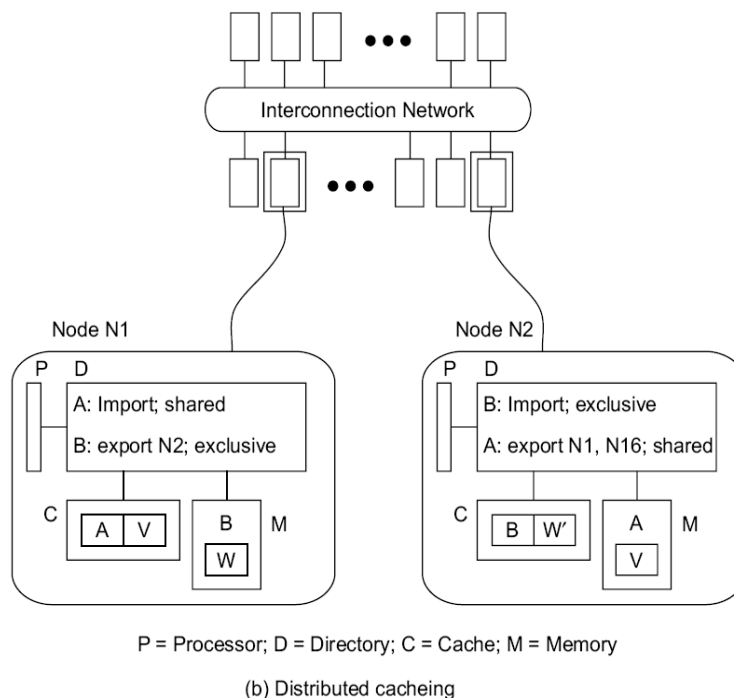 Interconnection Network
Node N1
P D
A: Import; shared
B: export N2; exclusive
C
A V
B
W
M
Node N2
P D
B: Import; exclusive
A: export N1, N16; shared
C
B W′
A
V
M
P = Processor; D = Directory; C = Cache; M = Memory
(b) Distributed cacheing